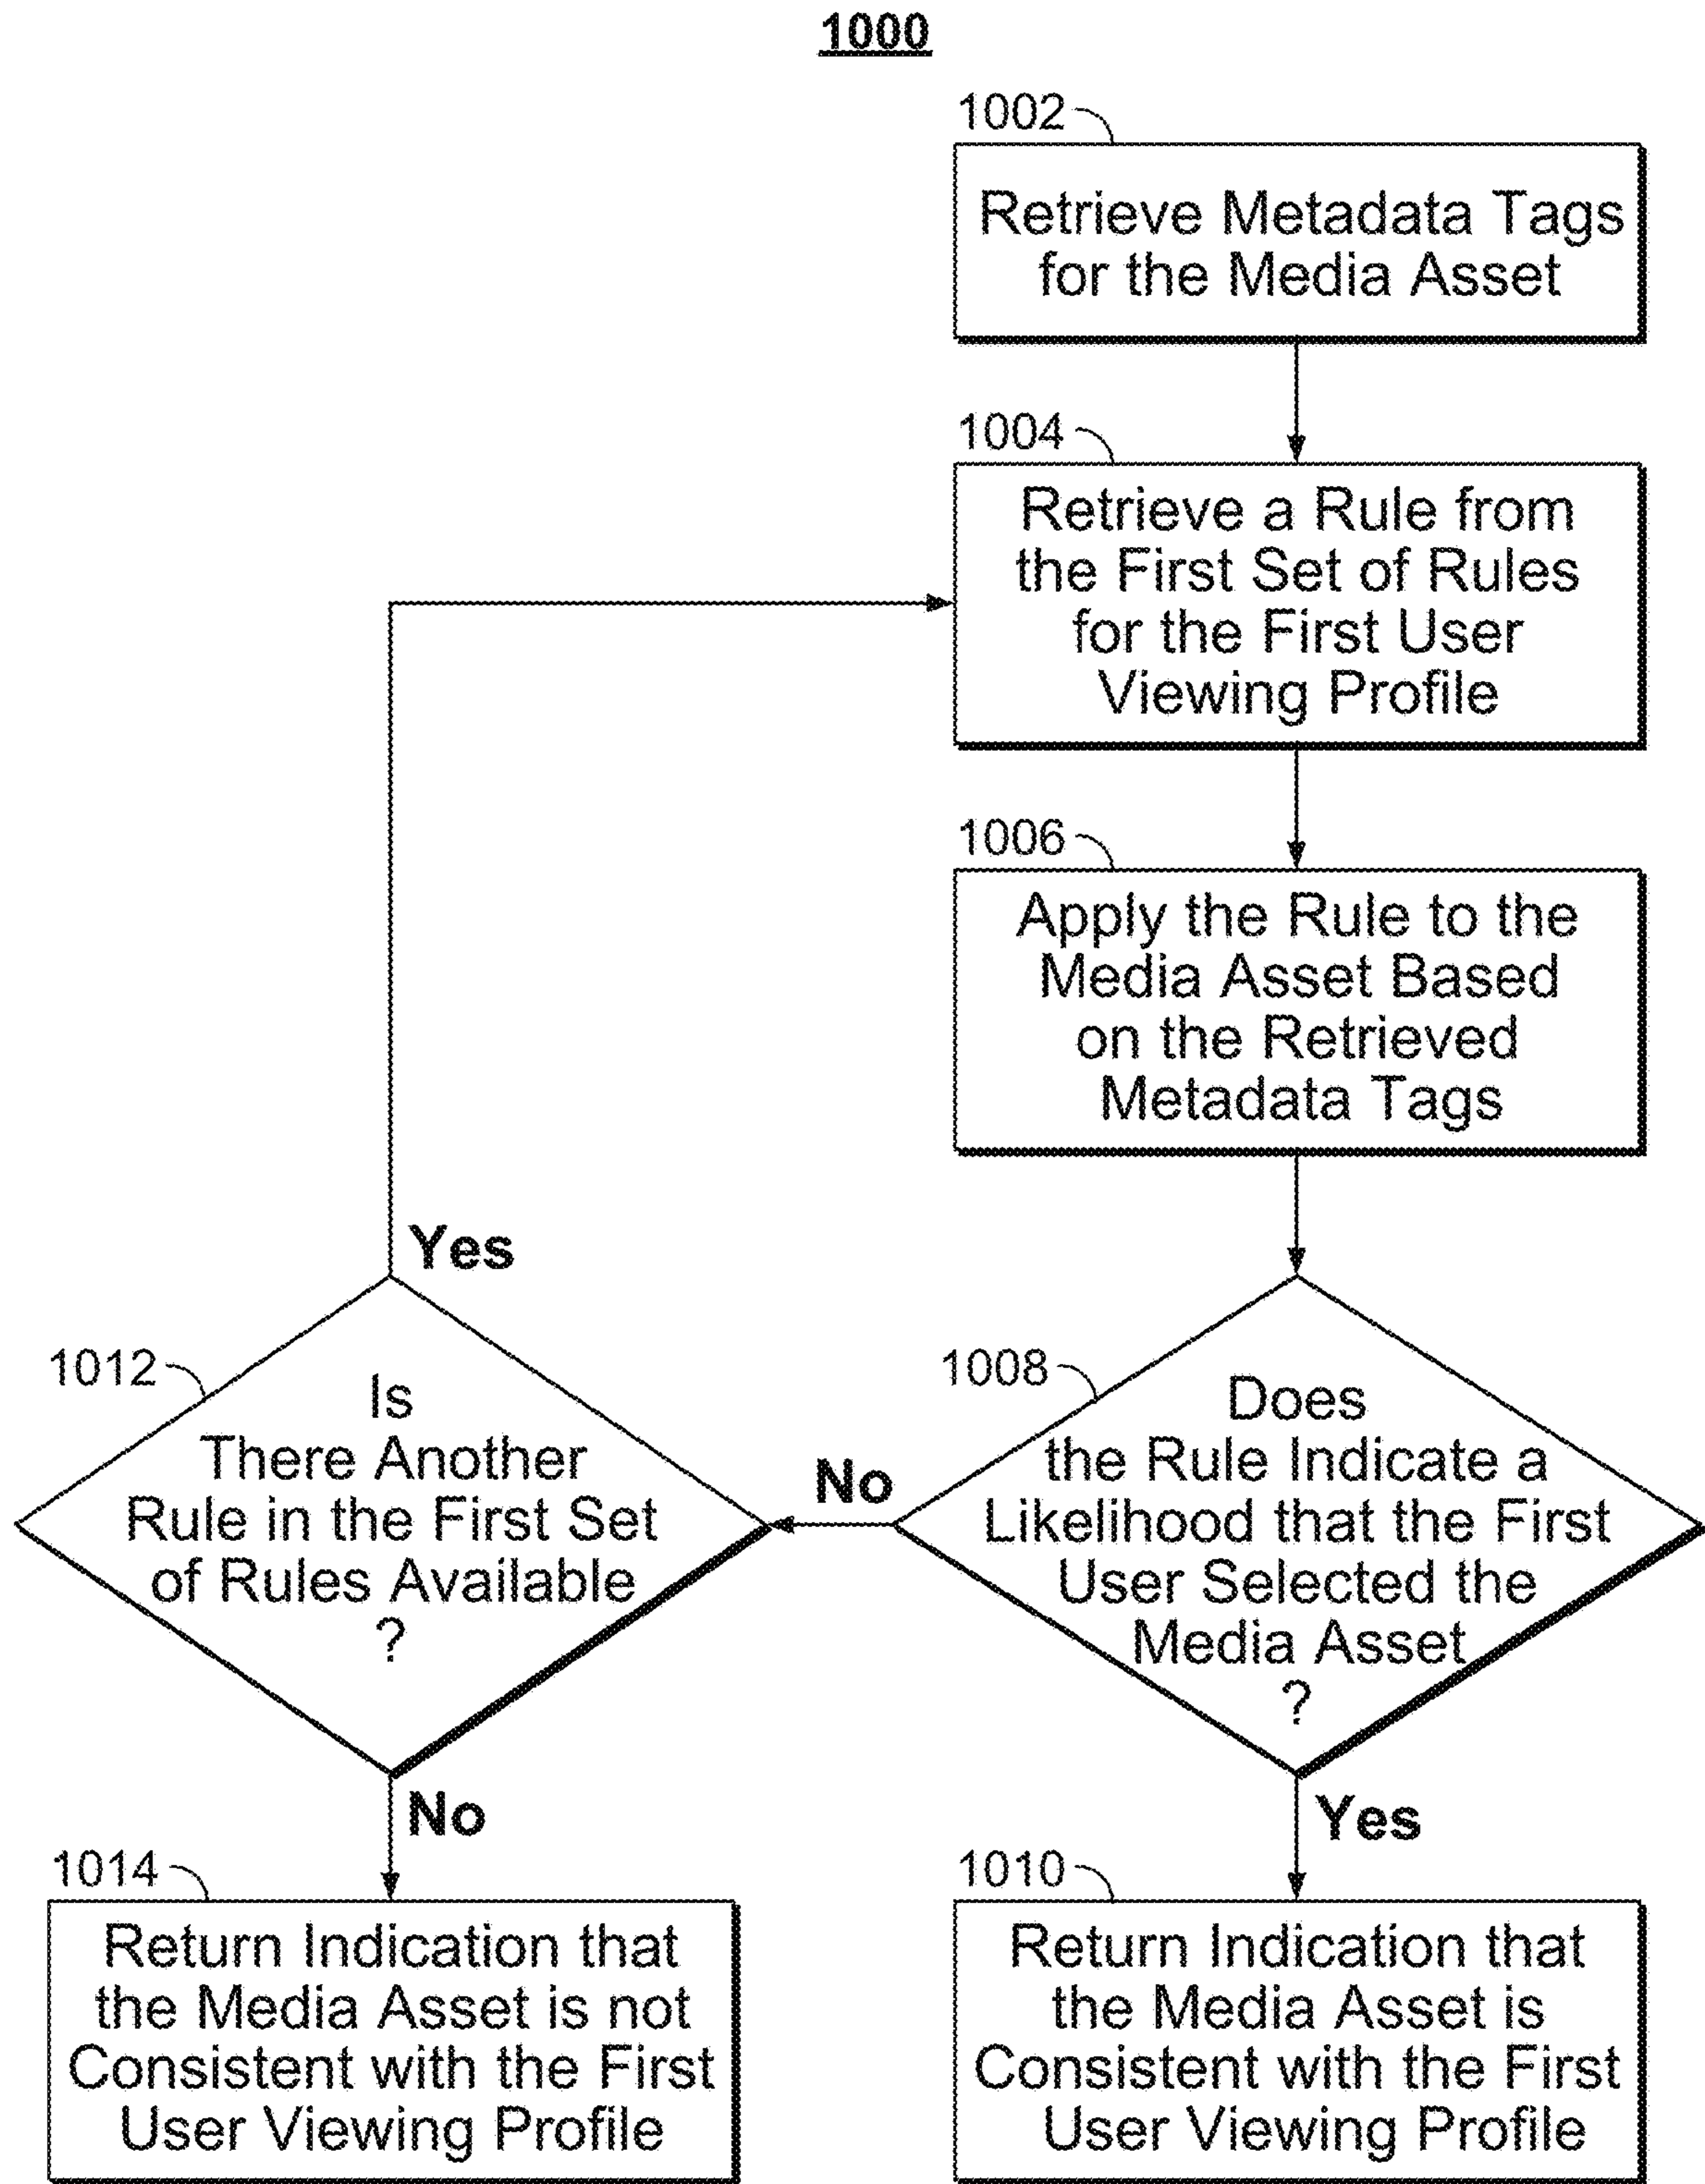 1000
1002
Retrieve Metadata Tags
for the Media Asset
1004
Retrieve a Rule from
the First Set of Rules
for the First User
Viewing Profile
1006
Apply the Rule to the
Media Asset Based
on the Retrieved
Metadata Tags
1008
Does
the Rule Indicate a
Likelihood that the First
User Selected the
Media Asset
?
No
Yes
1012
Is
There Another
Rule in the First Set
of Rules Available
?
Yes
No
1014
Return Indication that
the Media Asset is not
Consistent with the First
User Viewing Profile
1010
Return Indication that
the Media Asset is
Consistent with the First
User Viewing Profile